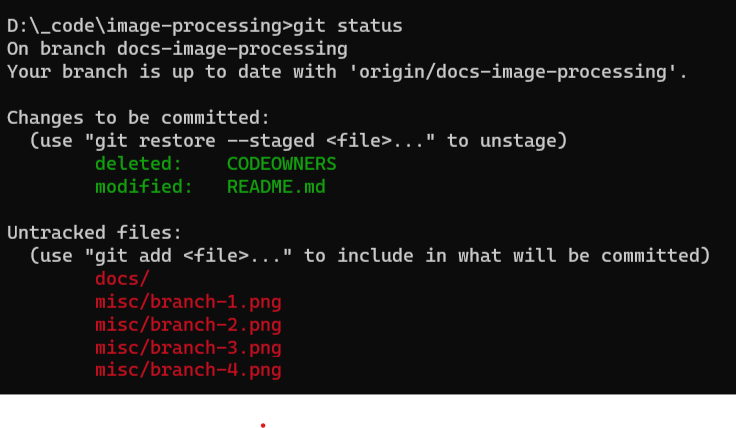 D:\_code\image-processing>git status
On branch docs-image-processing
Your branch is up to date with 'origin/docs-image-processing'.
Changes to be committed:
(use "git restore --staged <file>..." to unstage)
deleted: CODEOWNERS
modified: README.md
Untracked files:
(use "git add <file>..." to include in what will be committed)
docs/
misc/branch-1.png
misc/branch-2.png
misc/branch-3.png
misc/branch-4.png